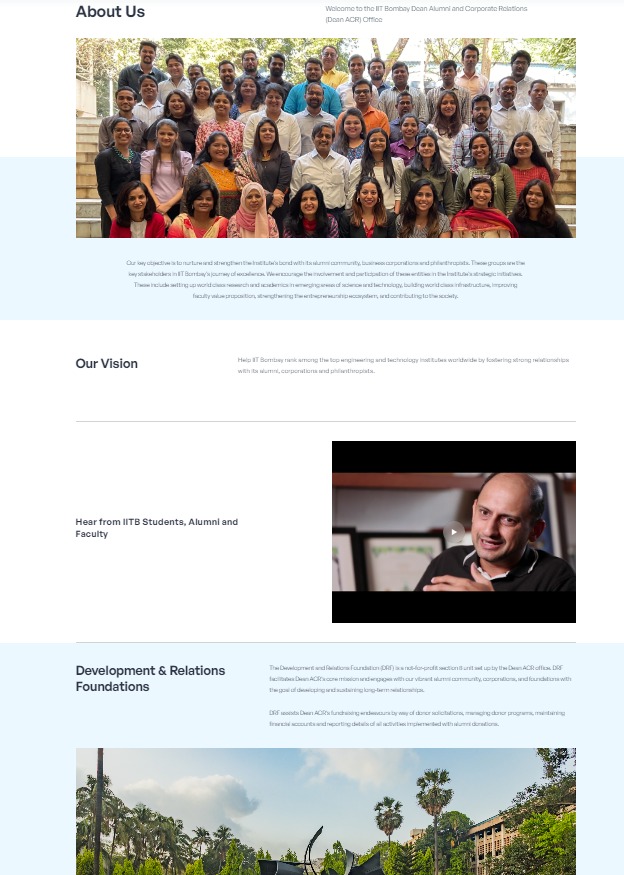 About Us
Welcome to the IIT Bombay Dean Alumni and Corporate Relations
(Dean ACR) Office
Our key objective is to nurture and strengthen the Institute's bond with its alumni community, business corporations and philanthropists. These groups are the
key stakeholders in IIT Bombay's journey of excellence. We encourage the involvement and participation of these entities in the Institute's strategic initiatives.
These include setting up world class research and academics in emerging areas of science and technology, building world class infrastructure, improving
faculty value proposition, strengthening the entrepreneurship ecosystem, and contributing to the society.
Our Vision
Help IIT Bombay rank among the top engineering and technology institutes worldwide by fostering strong relationships
with its alumni, corporations and philanthropists.
Hear from IITB Students, Alumni and
Faculty
Development & Relations
Foundations
The Development and Relations Foundation (DRF) is a not-for-profit section 8 unit set up by the Dean ACR office. DRF
facilitates Dean ACR's core mission and engages with our vibrant alumni community, corporations, and foundations with
the goal of developing and sustaining long-term relationships.
DRF assists Dean ACR's fundraising endeavours by way of donor solicitations, managing donor programs, maintaining
financial accounts and reporting details of all activities implemented with alumni donations.